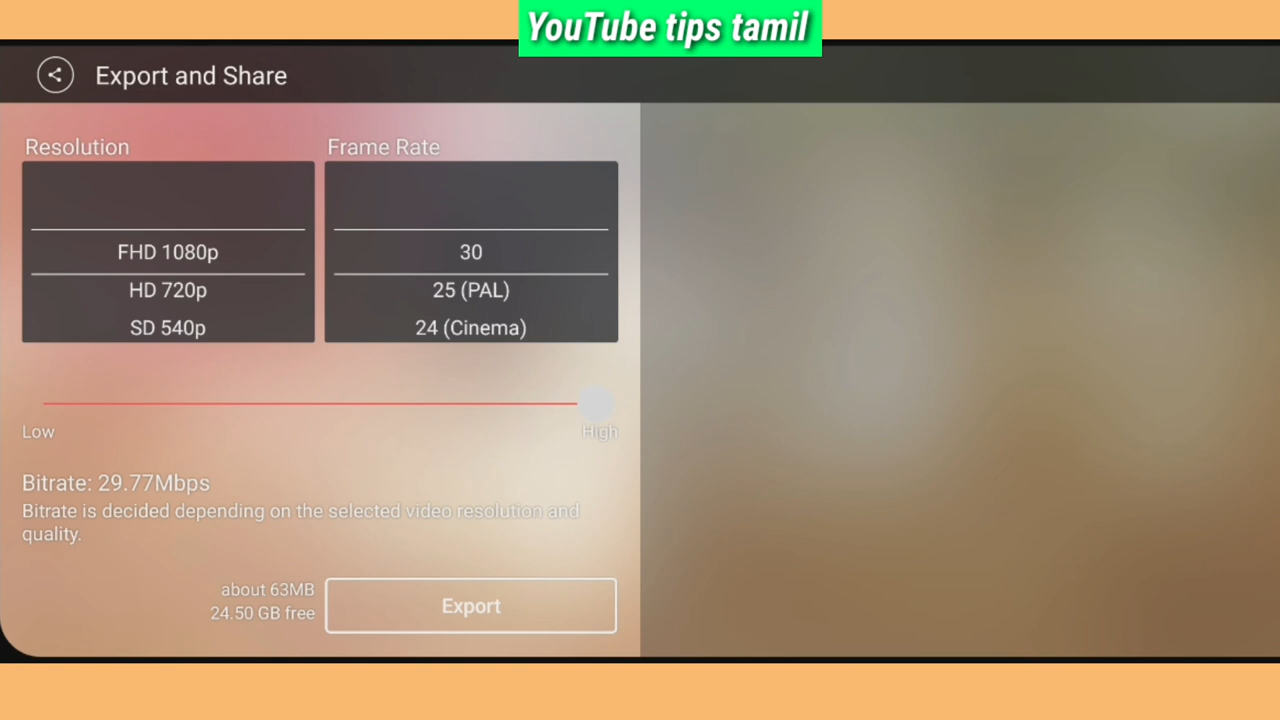 YouTube tips tamil
Export and Share
Resolution
Frame Rate
FHD 1080p
HD 720p
SD 540p
30
25 (PAL)
24 (Cinema)
Low
High
Bitrate: 29.77Mbps
Bitrate is decided depending on the selected video resolution and
quality.
about 63MB
24.50 GB free
Export